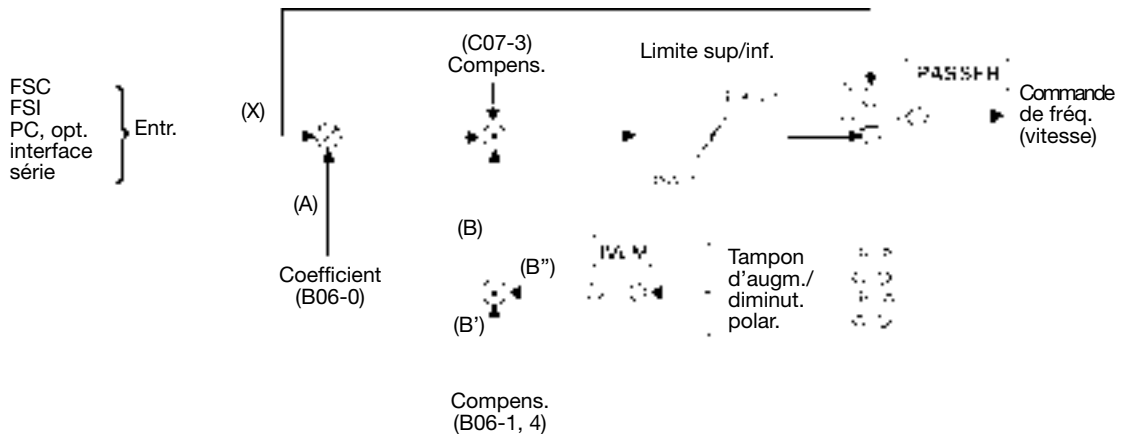 (C07-3)
Compens.
Limite sup/inf.
FSC
FSI
PC, opt.
interface
série
Entr.
(X)
Commande
de fréq.
(vitesse)
(A)
(B)
Coefficient
(B06-0)
(B")
(B')
Tampon
d'augm./
diminut.
polar.
Compens.
(B06-1, 4)